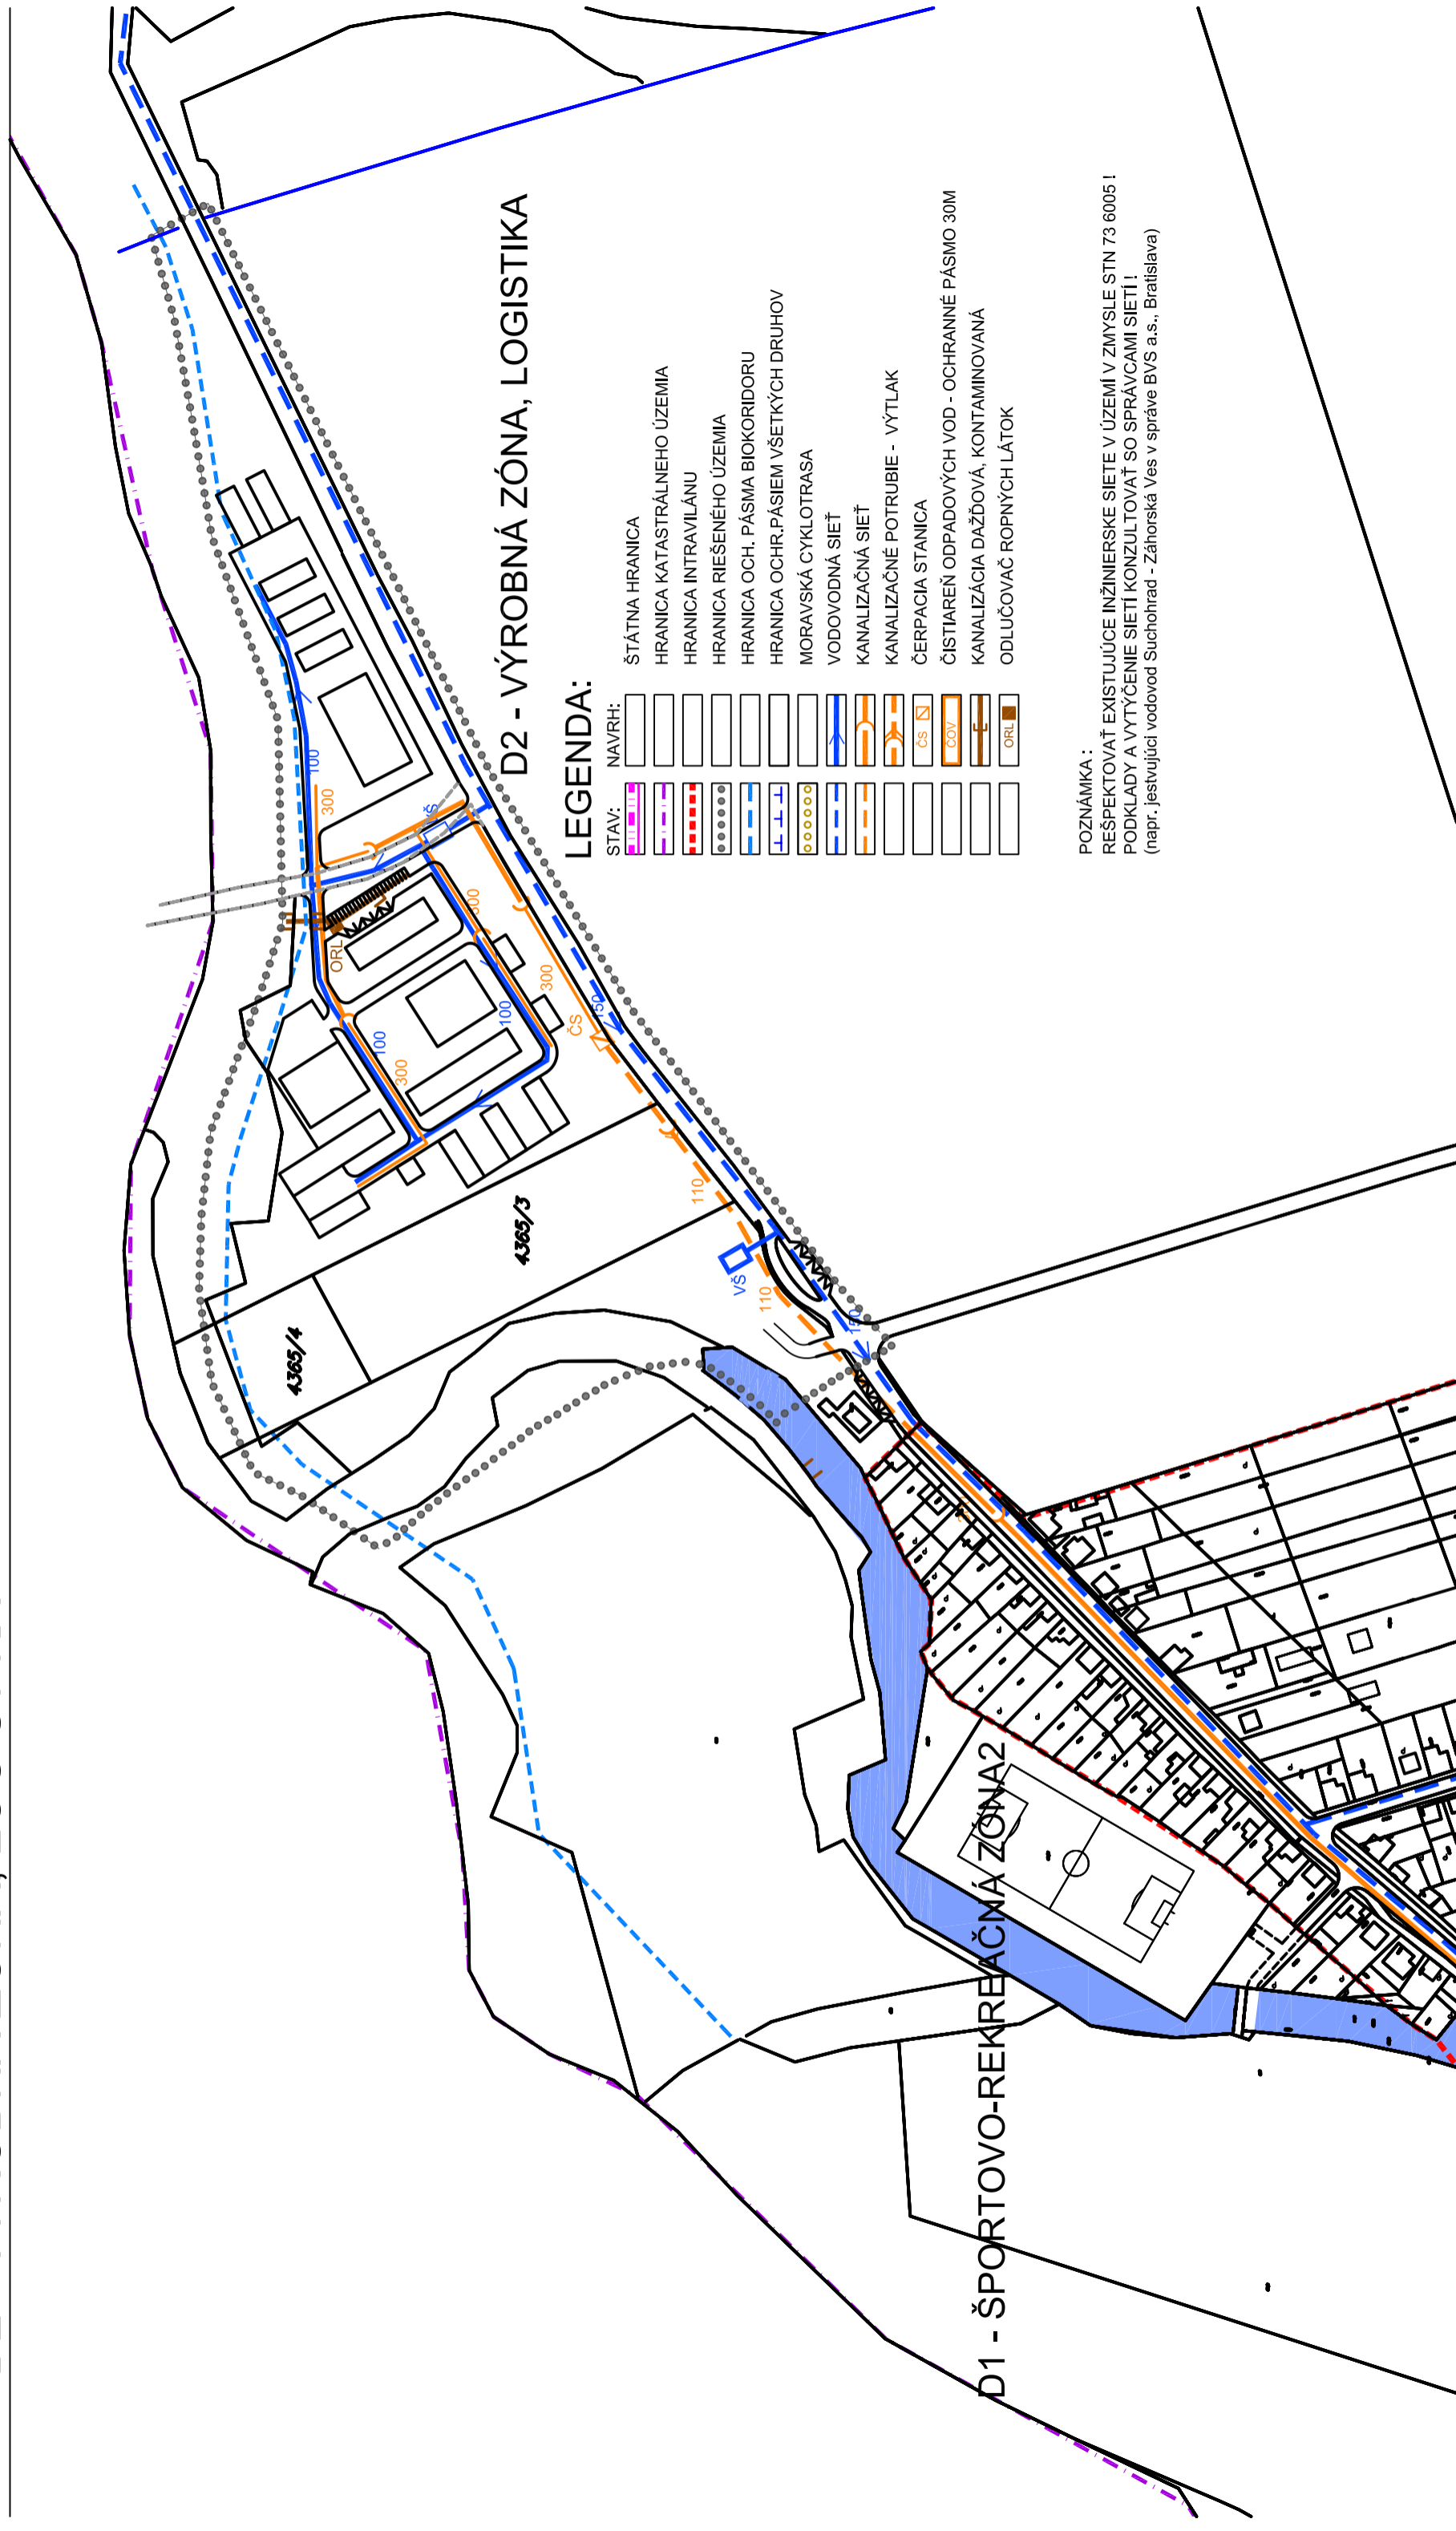 D2 - VÝROBNÁ ZÓNA, LOGISTIKA
LEGENDA:
STAV: NÁVRH:
ŠTÁTNA HRANICA
HRANICA KATASTRÁLNEHO ÚZEMIA
HRANICA INTRAVILÁNU
HRANICA RIEŠENÉHO ÚZEMIA
HRANICA OCH. PÁSMA BIOKORIDORU
HRANICA OCHR.PÁSIEM VŠETKÝCH DRUHOV
MORAVSKÁ CYKLOTRASA
VODOVODNÁ SIEŤ
KANALIZAČNÁ SIEŤ
KANALIZAČNÉ POTRUBIE - VÝTLAK
ČS ČERPACIA STANICA
ČOV ČISTIAREŇ ODPADOVÝCH VOD - OCHRANNÉ PÁSMO 30M
KANALIZÁCIA DAŽĎOVÁ, KONTAMINOVANÁ
ORL ODLUČOVAČ ROPNÝCH LÁTOK
POZNÁMKA :
REŠPEKTOVAŤ EXISTUJÚCE INŽINIERSKE SIETE V ÚZEMÍ V ZMYSLE STN 73 6005 !
PODKLADY A VYTÝČENIE SIETÍ KONZULTOVAŤ SO SPRÁVCAMI SIETÍ !
(napr. jestvujúci vodovod Suchohrad - Záhorská Ves v správe BVS a.s., Bratislava)
D1 - ŠPORTOVO-REKREAČNÁ ZÓNA2
4365/4
4365/3
100
300
VŠ
ORL
300
100
300
100
300
ČS
150
110
VŠ
110
150